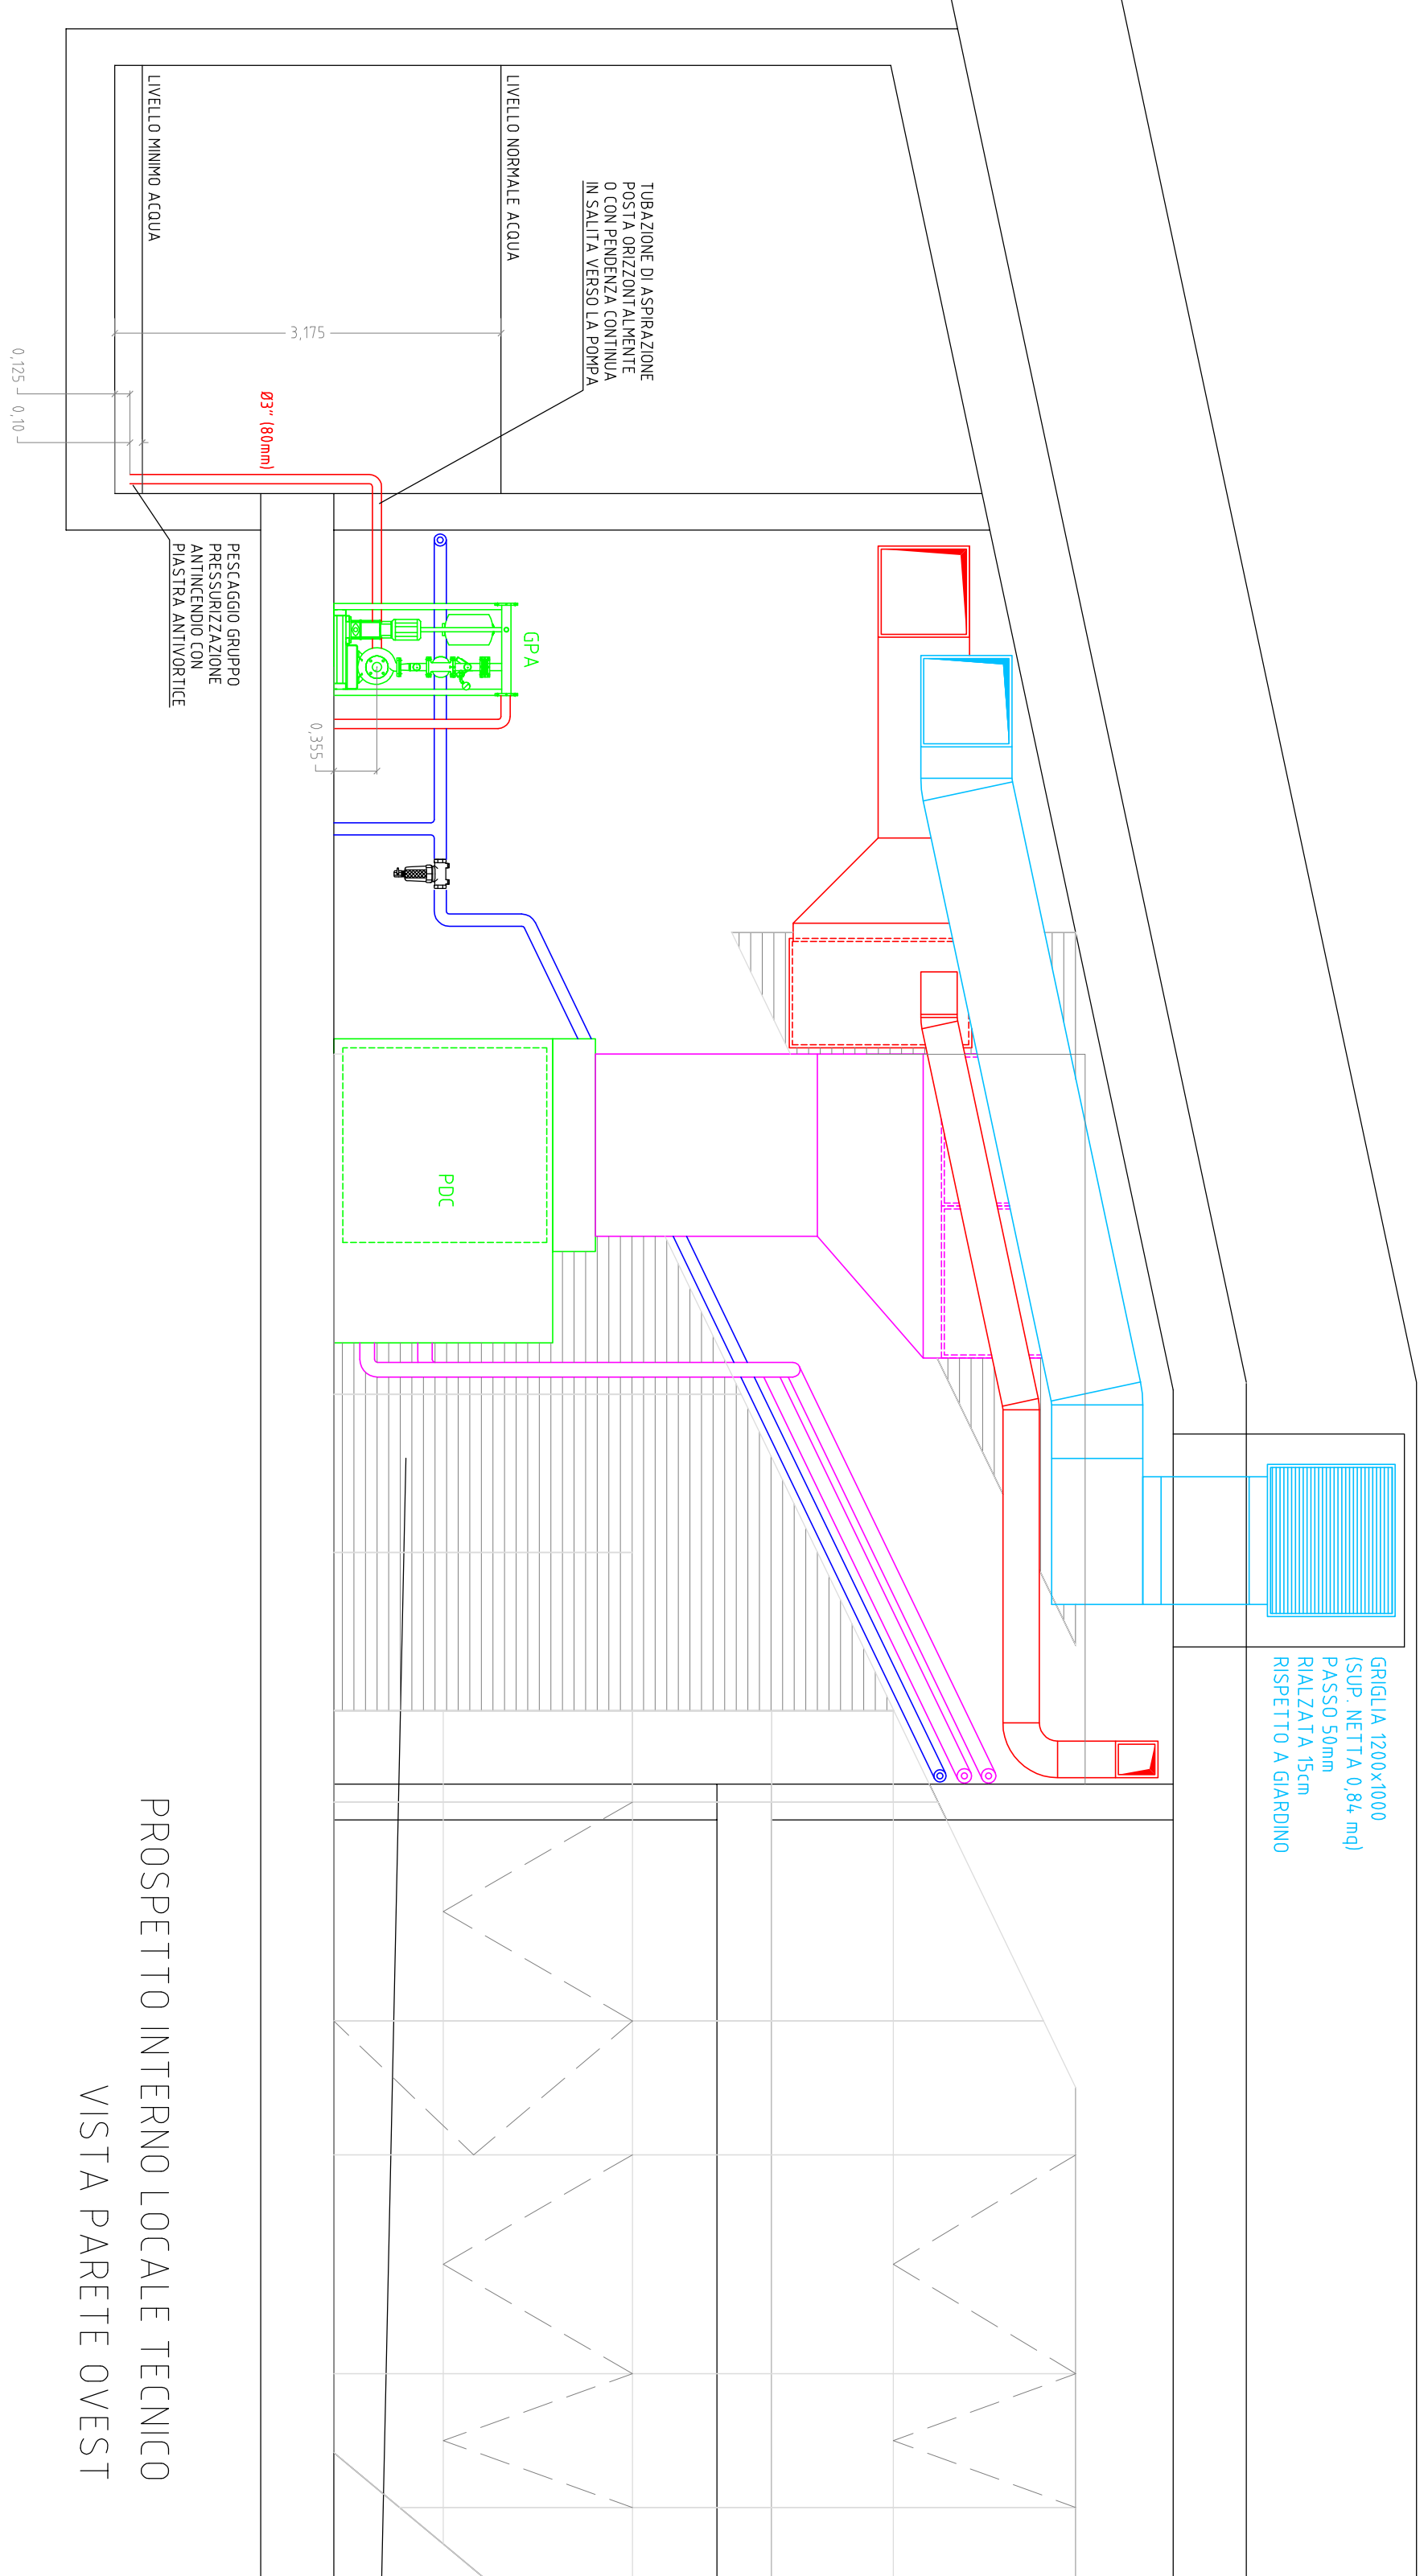 GRIGLIA 1200x1000
(SUP. NETTA 0,84 mq)
PASSO 50mm
RIALZATA 15cm
RISPETTO A GIARDINO
TUBAZIONE DI ASPIRAZIONE
POSTA ORIZZONTALMENTE
O CON PENDENZA CONTINUA
IN SALITA VERSO LA POMPA
LIVELLO NORMALE ACQUA
GPA
PDC
3,175
0,355
Ø3" (80mm)
PESCAGGIO GRUPPO
PRESSURIZZAZIONE
ANTINCENDIO CON
PIASTRA ANTIVORTICE
LIVELLO MINIMO ACQUA
0,125
0,10
PROSPETTO INTERNO LOCALE TECNICO
VISTA PARETE OVEST